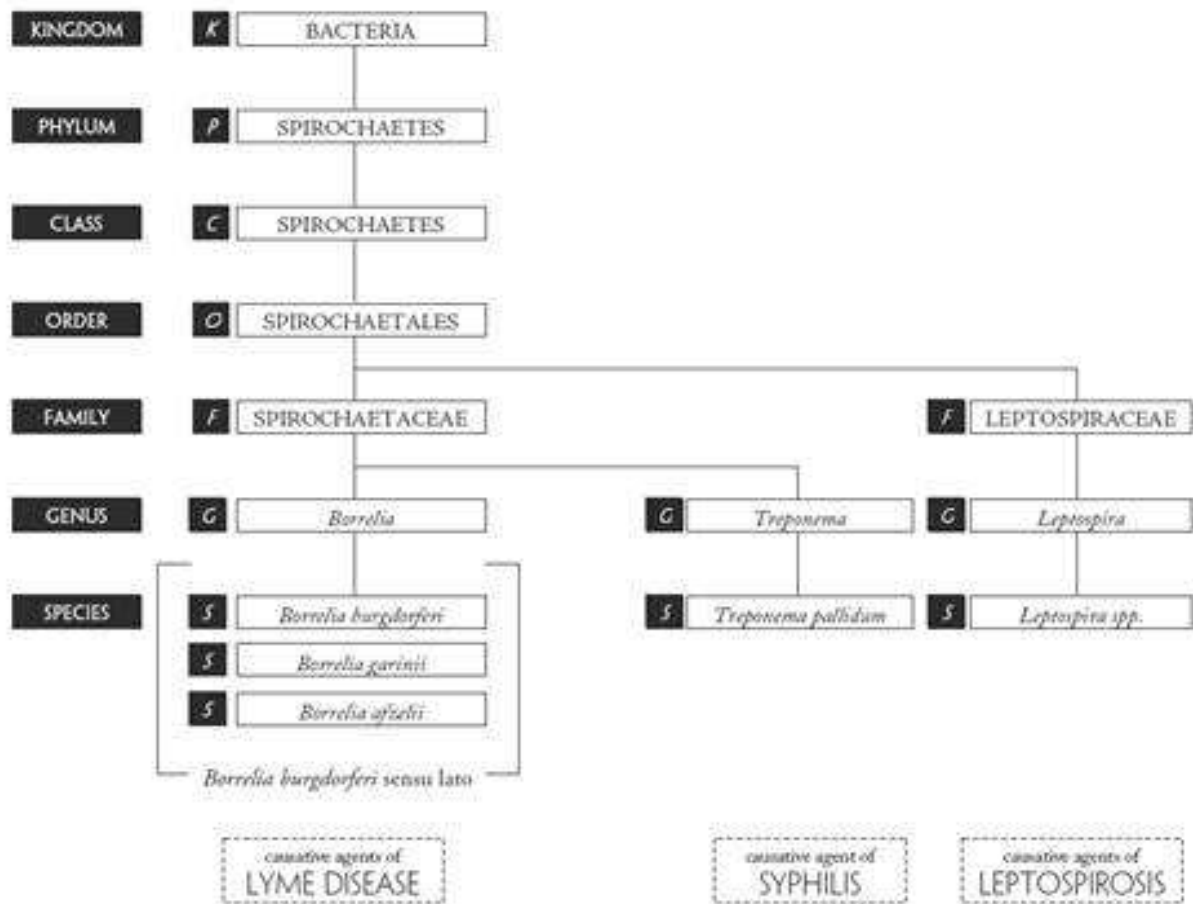 KINGDOM K BACTERIA
PHYLUM P SPIROCHAETES
CLASS C SPIROCHAETES
ORDER O SPIROCHAETALES
FAMILY F SPIROCHAETACEAE F LEPTOSPIRACEAE
GENUS G Borrelia G Treponema G Leptospira
SPECIES S Borrelia burgdorferi S Treponema pallidum S Leptospira spp.
S Borrelia garinii
S Borrelia afzelii
Borrelia burgdorferi sensu lato
causative agents of causative agent of causative agents of
LYME DISEASE SYPHILIS LEPTOSPIROSIS